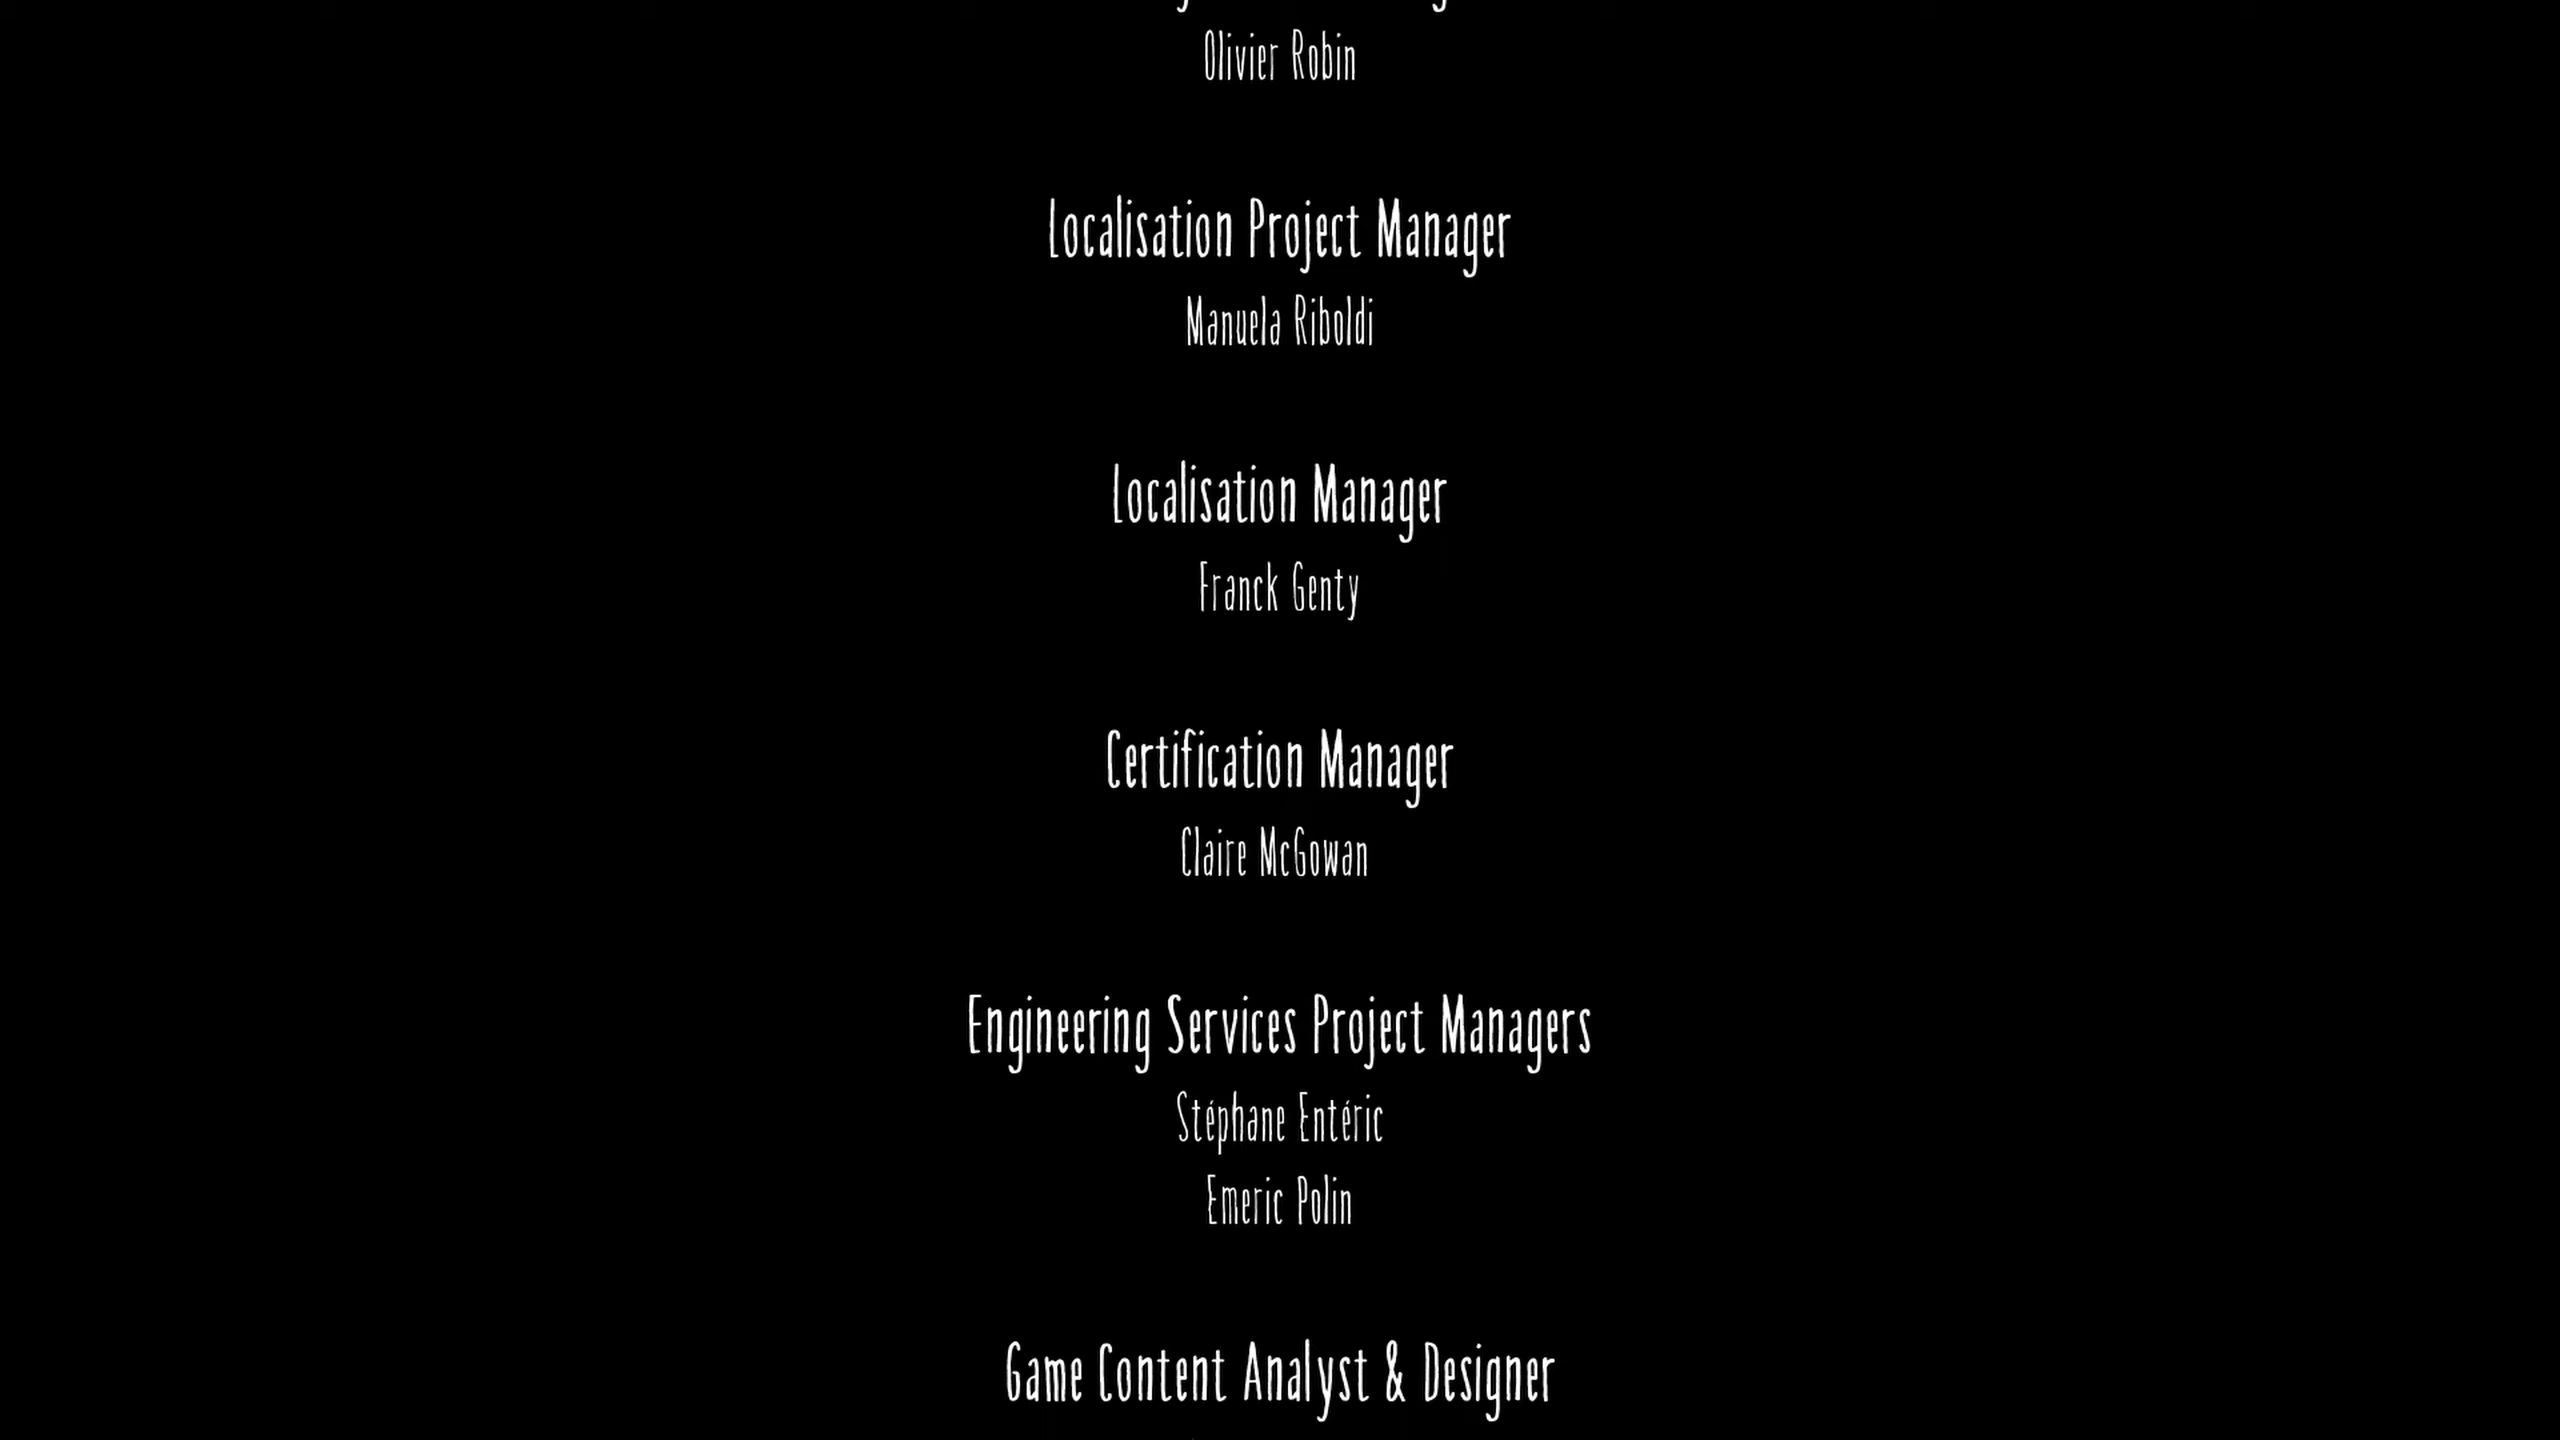 Olivier Robin
Localisation Project Manager
Manuela Riboldi
Localisation Manager
Franck Genty
Certification Manager
Claire McGowan
Engineering Services Project Managers
Stéphane Entéric
Emeric Polin
Game Content Analyst & Designer